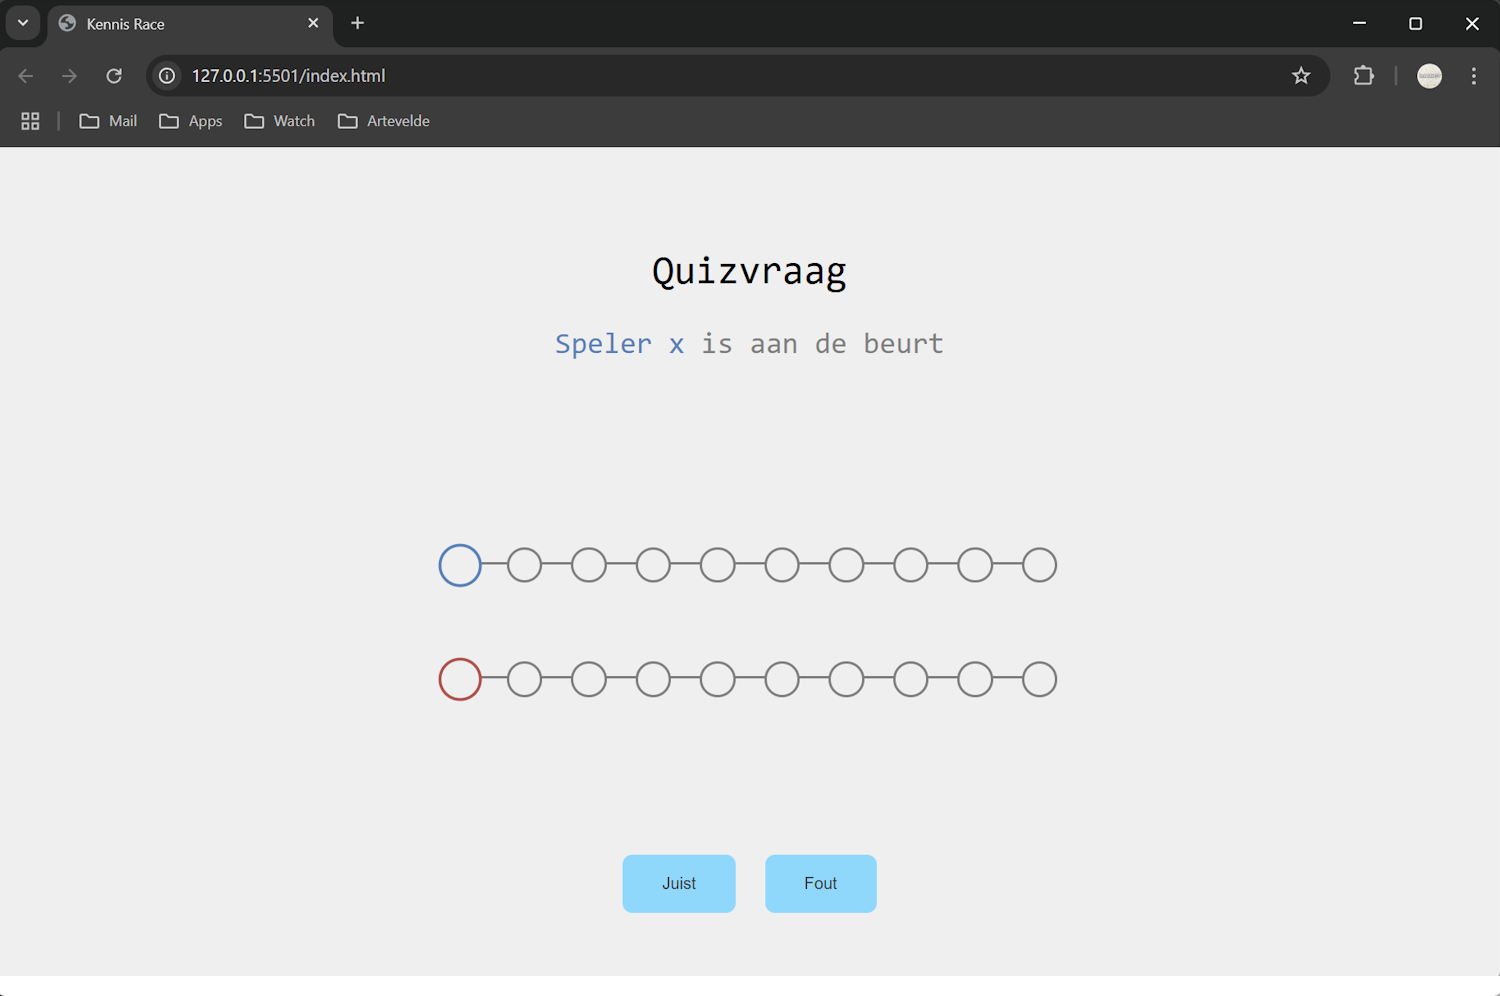 Kennis Race
127.0.0.1:5501/index.html
Mail Apps Watch Artevelde
Quizvraag
Speler x is aan de beurt
Juist Fout